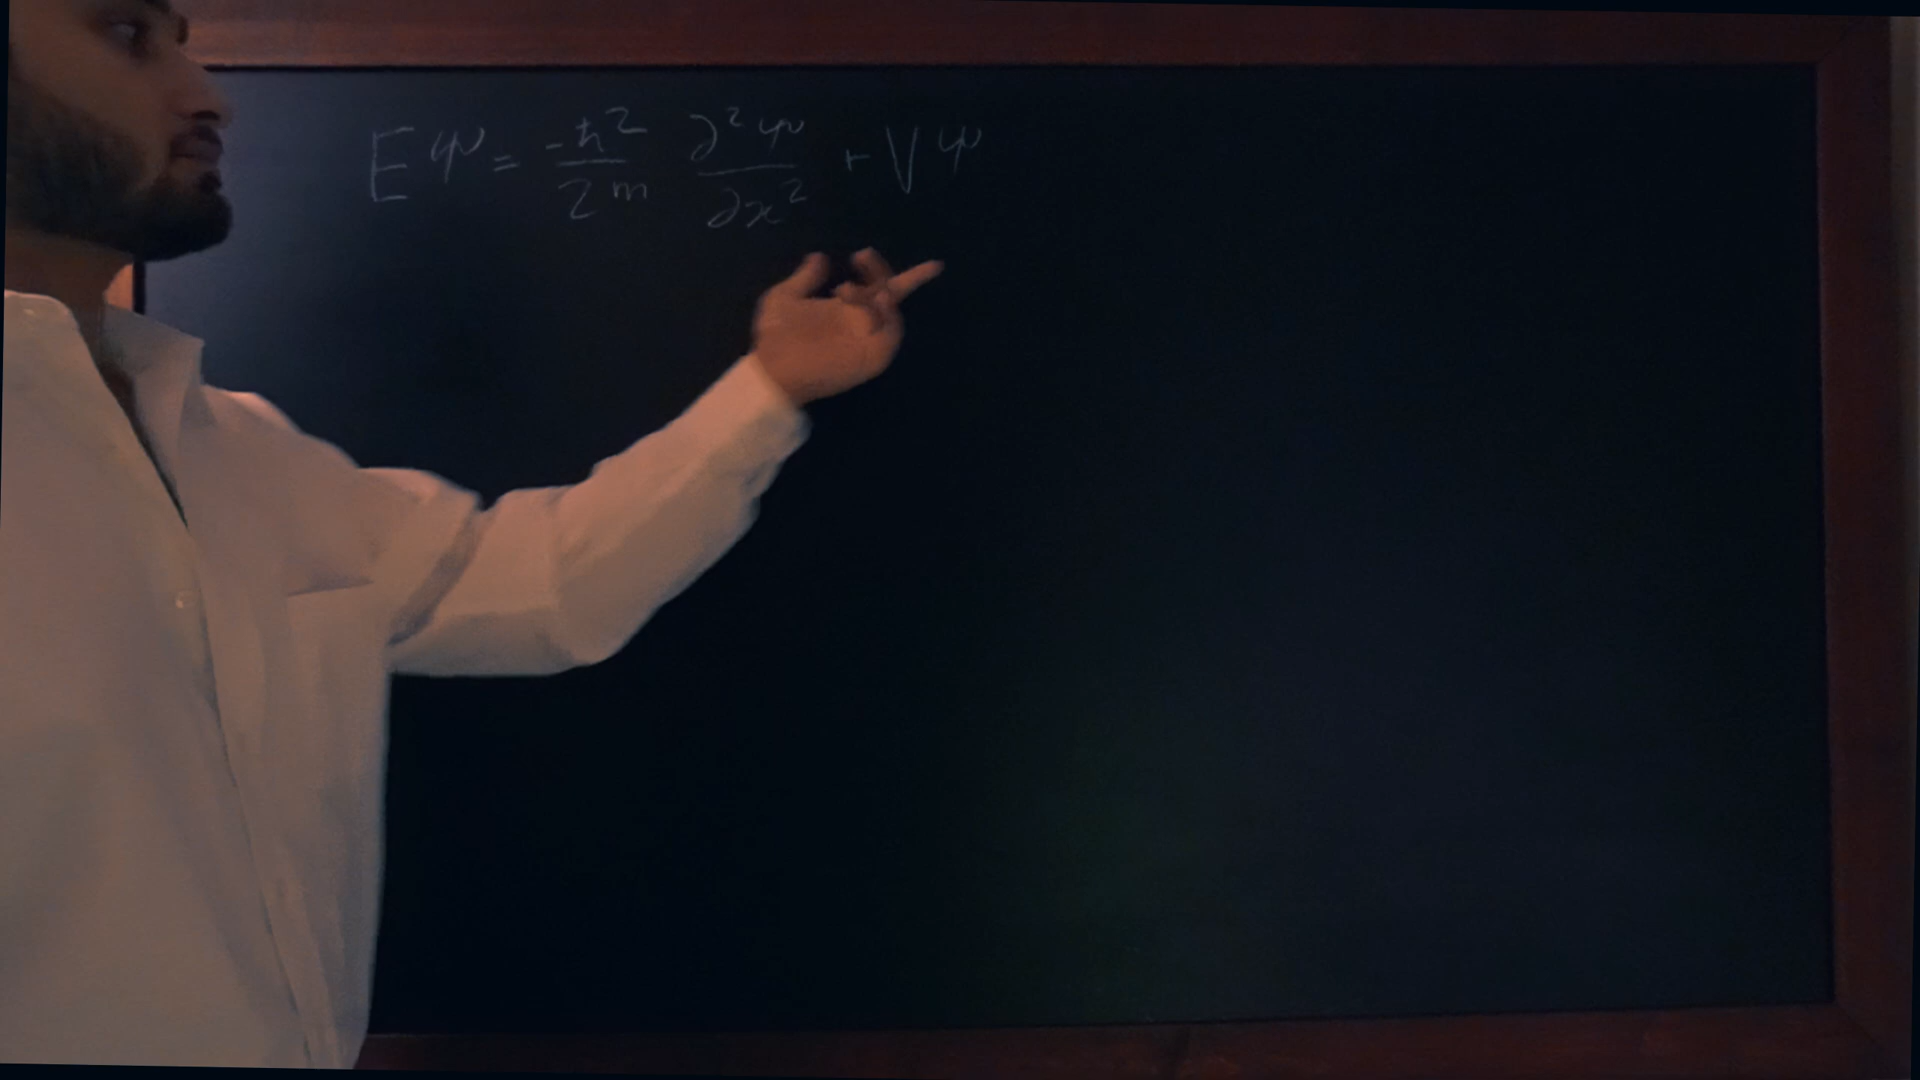 Eψ = -ħ²/2m ∂²ψ/∂x² + Vψ